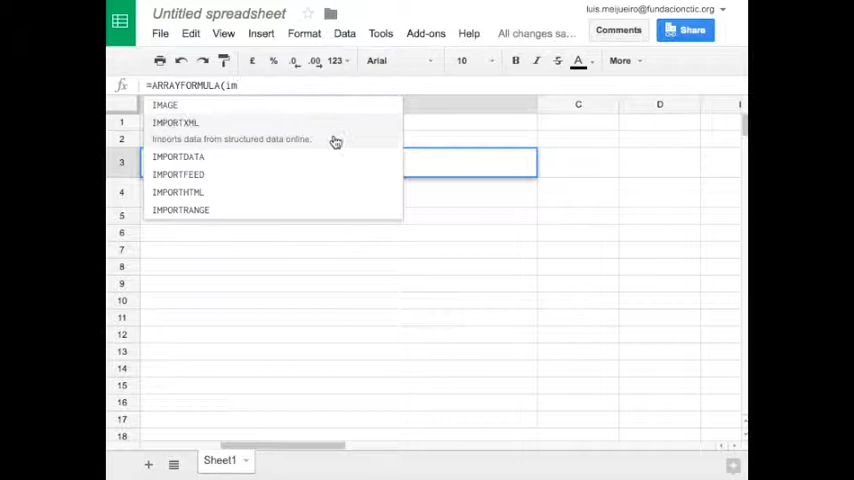 Untitled spreadsheet
luis.meijueiro@fundacionctic.org
File Edit View Insert Format Data Tools Add-ons Help All changes sa... Comments Share
£ % .0 .00 123 Arial 10 B I S A More
fx =ARRAYFORMULA(im
IMAGE
IMPORTXML
Imports data from structured data online.
IMPORTDATA
IMPORTFEED
IMPORTHTML
IMPORTRANGE
C D
1
2
3
4
5
6
7
8
9
10
11
12
13
14
15
16
17
18
+ Sheet1